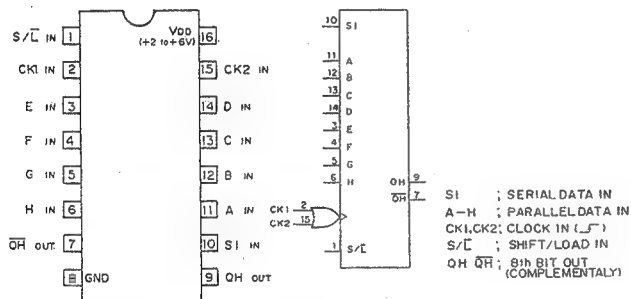 S/L̅ IN 1
VDD 16
(+2 to +6V)
CK1 IN 2
15 CK2 IN
E IN 3
14 D IN
F IN 4
13 C IN
G IN 5
12 B IN
H IN 6
11 A IN
Q̅H̅ OUT 7
10 SI IN
8 GND
9 QH OUT
10 SI
11 A
12 B
13 C
14 D
3 E
4 F
5 G
6 H
QH 9
Q̅H̅ 7
CK1 2
CK2 15
1 S/L̅
SI ; SERIAL DATA IN
A-H ; PARALLEL DATA IN
CK1,CK2; CLOCK IN ( )
S/L̅ ; SHIFT/LOAD IN
QH Q̅H̅ ; 8th BIT OUT
(COMPLEMENTALY)